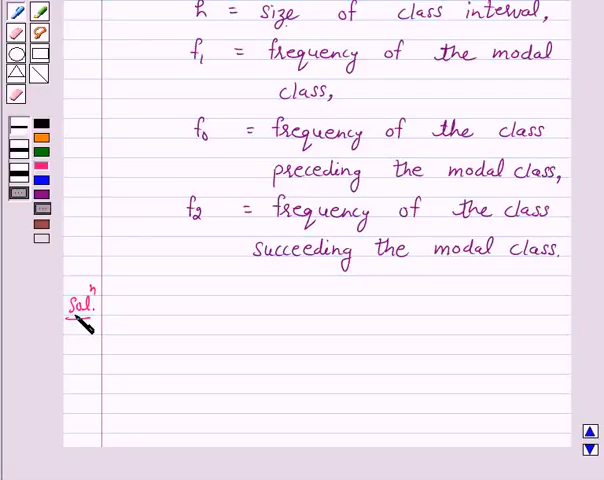 h = size of class interval,
f₁ = frequency of the modal
class,
f₀ = frequency of the class
preceding the modal class,
f₂ = frequency of the class
succeeding the modal class.
Solⁿ.